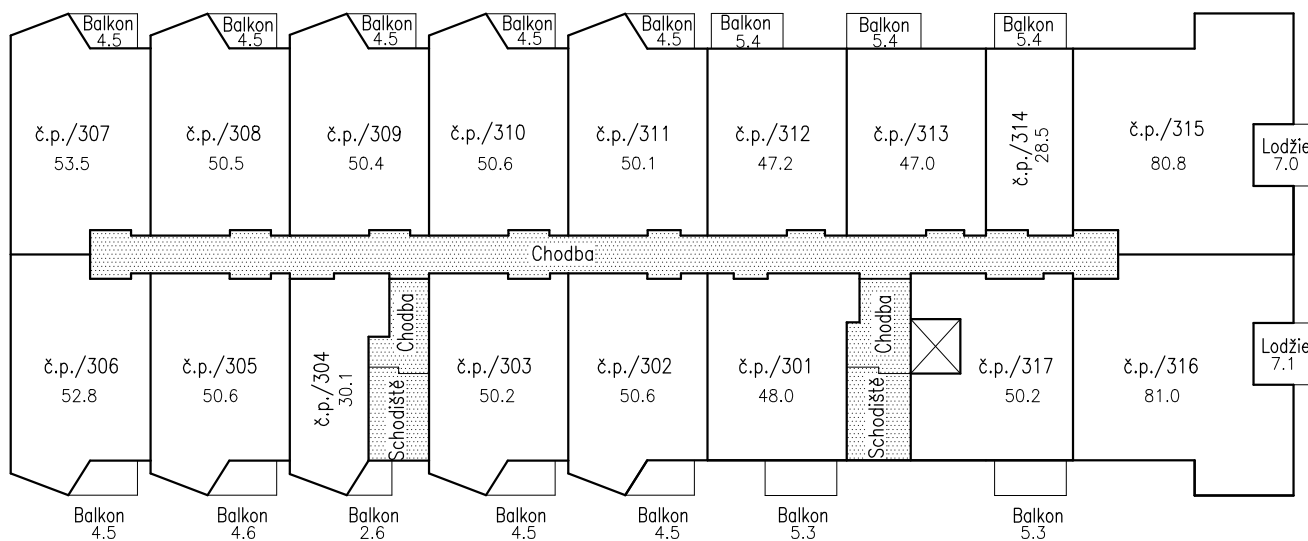 Balkon
4.5
Balkon
4.5
Balkon
4.5
Balkon
4.5
Balkon
4.5
Balkon
5.4
Balkon
5.4
Balkon
5.4
č.p./307
53.5
č.p./308
50.5
č.p./309
50.4
č.p./310
50.6
č.p./311
50.1
č.p./312
47.2
č.p./313
47.0
č.p./314
28.5
č.p./315
80.8
Lodžie
7.0
Chodba
č.p./306
52.8
č.p./305
50.6
č.p./304
30.1
Chodba
Schodiště
č.p./303
50.2
č.p./302
50.6
č.p./301
48.0
Chodba
Schodiště
č.p./317
50.2
č.p./316
81.0
Lodžie
7.1
Balkon
4.5
Balkon
4.6
Balkon
2.6
Balkon
4.5
Balkon
4.5
Balkon
5.3
Balkon
5.3